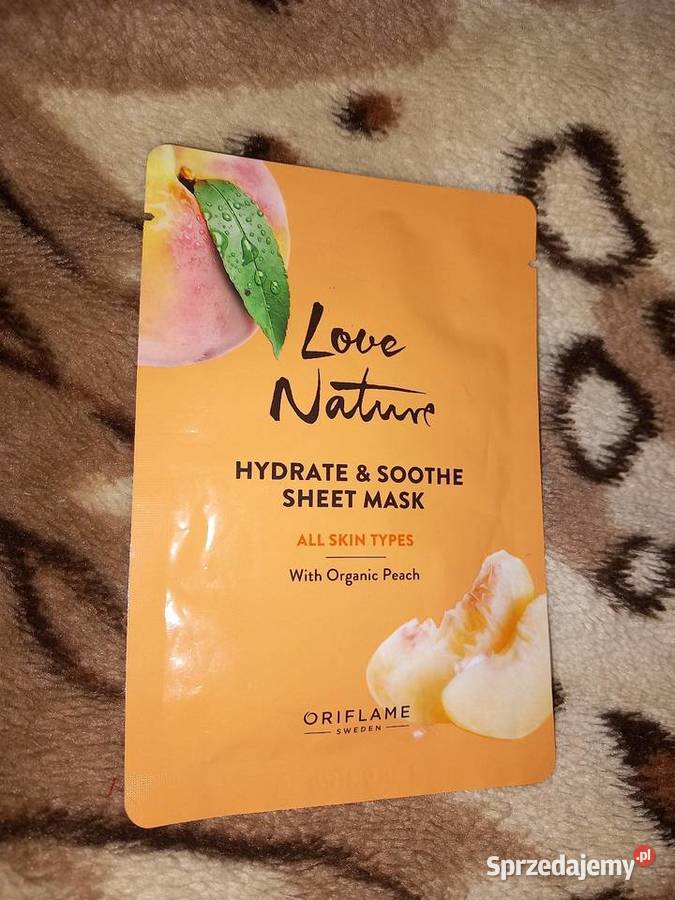 Love
Nature
HYDRATE & SOOTHE
SHEET MASK
ALL SKIN TYPES
With Organic Peach
ORIFLAME
SWEDEN
Sprzedajemy.pl